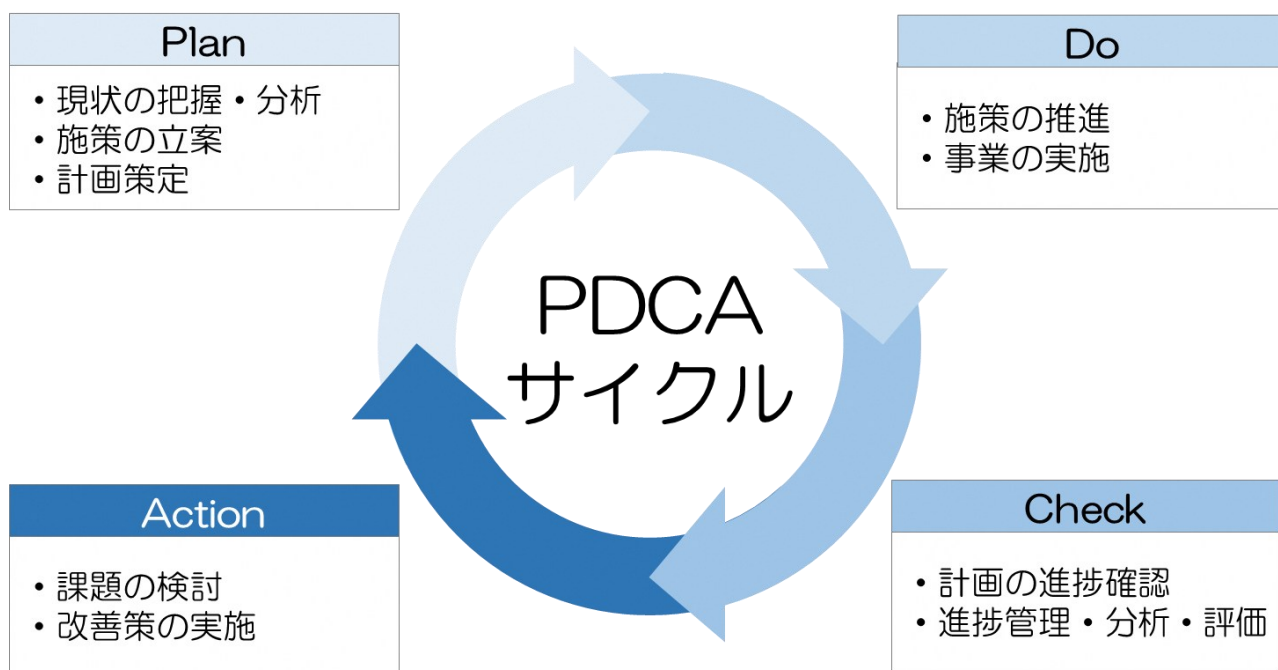 Plan
・現状の把握・分析
・施策の立案
・計画策定
Do
・施策の推進
・事業の実施
PDCA
サイクル
Action
・課題の検討
・改善策の実施
Check
・計画の進捗確認
・進捗管理・分析・評価